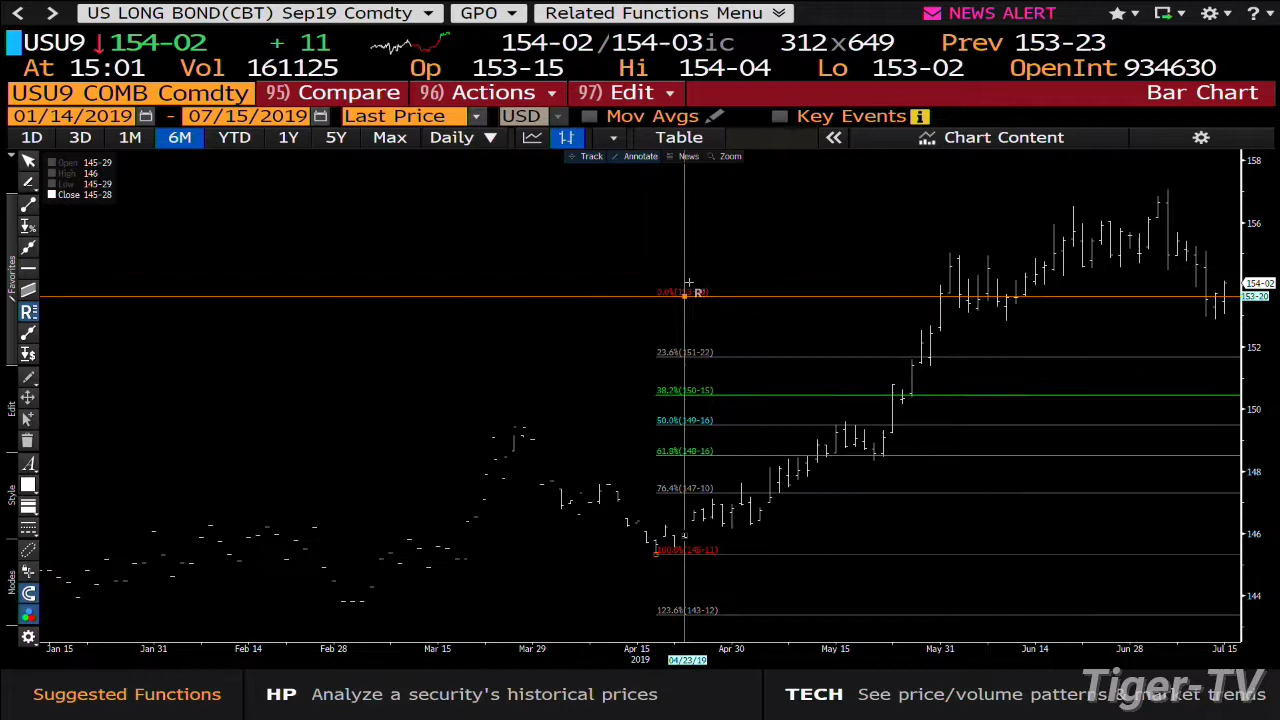 US LONG BOND(CBT) Sep19 Comdty GPO Related Functions Menu NEWS ALERT ?
USU9 154-02 + 11 154-02/154-03ic 312x649 Prev 153-23
At 15:01 Vol 161125 Op 153-15 Hi 154-04 Lo 153-02 OpenInt 934630
USU9 COMB Comdty 95) Compare 96) Actions 97) Edit Bar Chart
01/14/2019 - 07/15/2019 Last Price USD Mov Avgs Key Events
1D 3D 1M 6M YTD 1Y 5Y Max Daily Table Chart Content
Track Annotate News Zoom
Open 145-29
High 146
Low 145-29
Close 145-28
Favorites
Edit
Style
Modes
158
156
154-02
153-20
152
150
148
146
144
R
23.6%(151-22)
38.2%(150-15)
50.0%(149-16)
61.8%(148-16)
76.4%(147-10)
100.0%(145-11)
123.6%(143-12)
Jan 15 Jan 31 Feb 14 Feb 28 Mar 15 Mar 29 Apr 15 Apr 30 May 15 May 31 Jun 14 Jun 28 Jul 15
2019 04/23/19
Suggested Functions HP Analyze a security's historical prices TECH See price/volume patterns & market trends
Tiger-TV